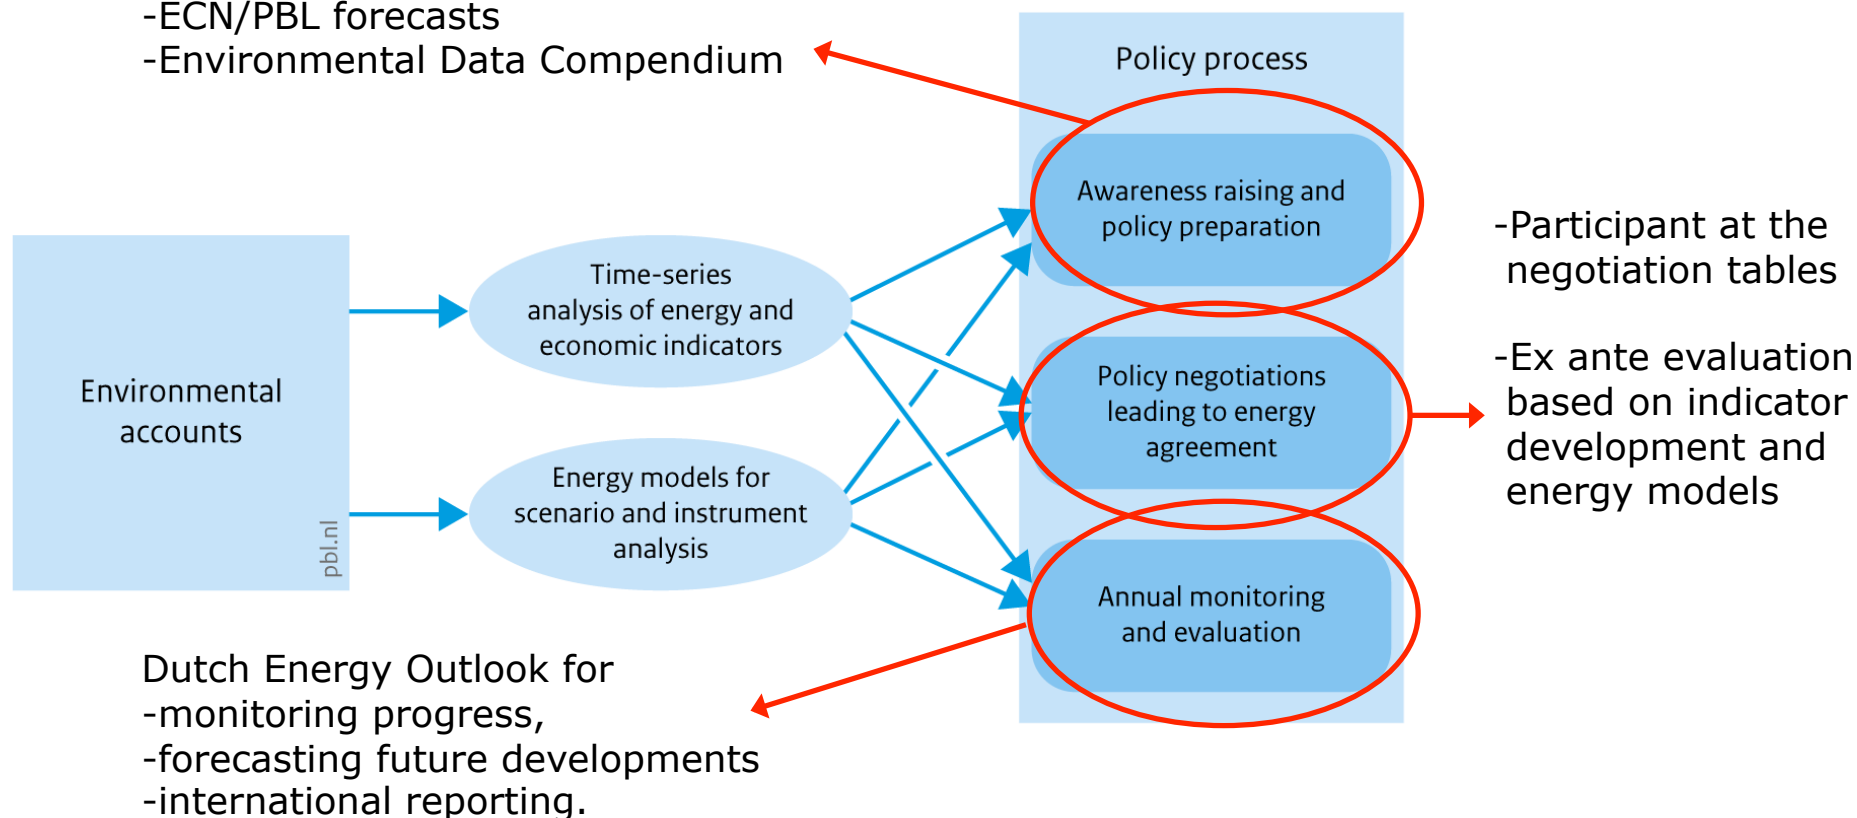 -ECN/PBL forecasts
-Environmental Data Compendium
Policy process
Awareness raising and
policy preparation
-Participant at the
negotiation tables
Time-series
analysis of energy and
economic indicators
-Ex ante evaluation
based on indicator
development and
energy models
Policy negotiations
leading to energy
agreement
Environmental
accounts
pbl.nl
Energy models for
scenario and instrument
analysis
Annual monitoring
and evaluation
Dutch Energy Outlook for
-monitoring progress,
-forecasting future developments
-international reporting.